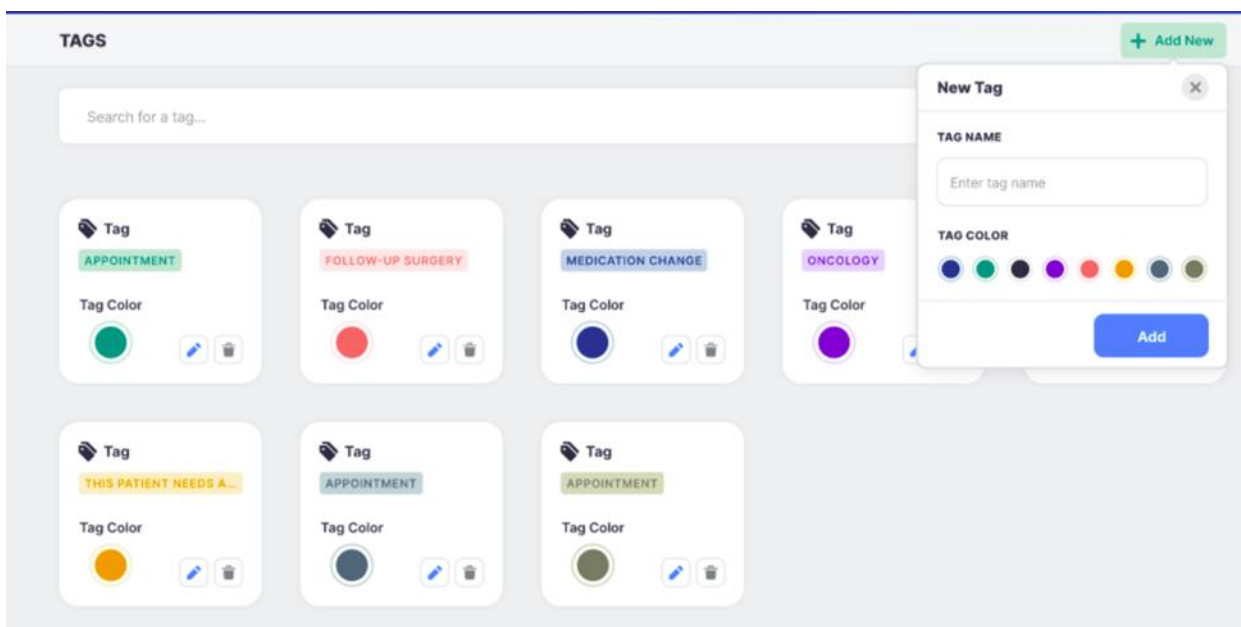 TAGS
+ Add New
Search for a tag...
New Tag
TAG NAME
Enter tag name
TAG COLOR
Add
Tag
APPOINTMENT
Tag Color
Tag
FOLLOW-UP SURGERY
Tag Color
Tag
MEDICATION CHANGE
Tag Color
Tag
ONCOLOGY
Tag Color
Tag
THIS PATIENT NEEDS A...
Tag Color
Tag
APPOINTMENT
Tag Color
Tag
APPOINTMENT
Tag Color